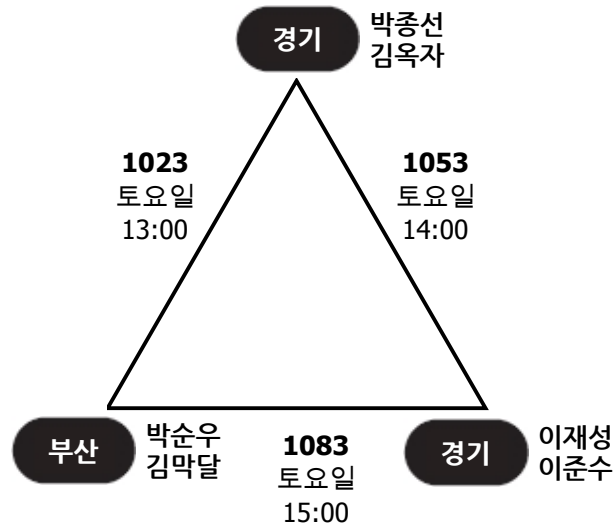 경기
박종선
김옥자
1023
토요일
13:00
1053
토요일
14:00
부산
박순우
김막달
1083
토요일
15:00
경기
이재성
이준수